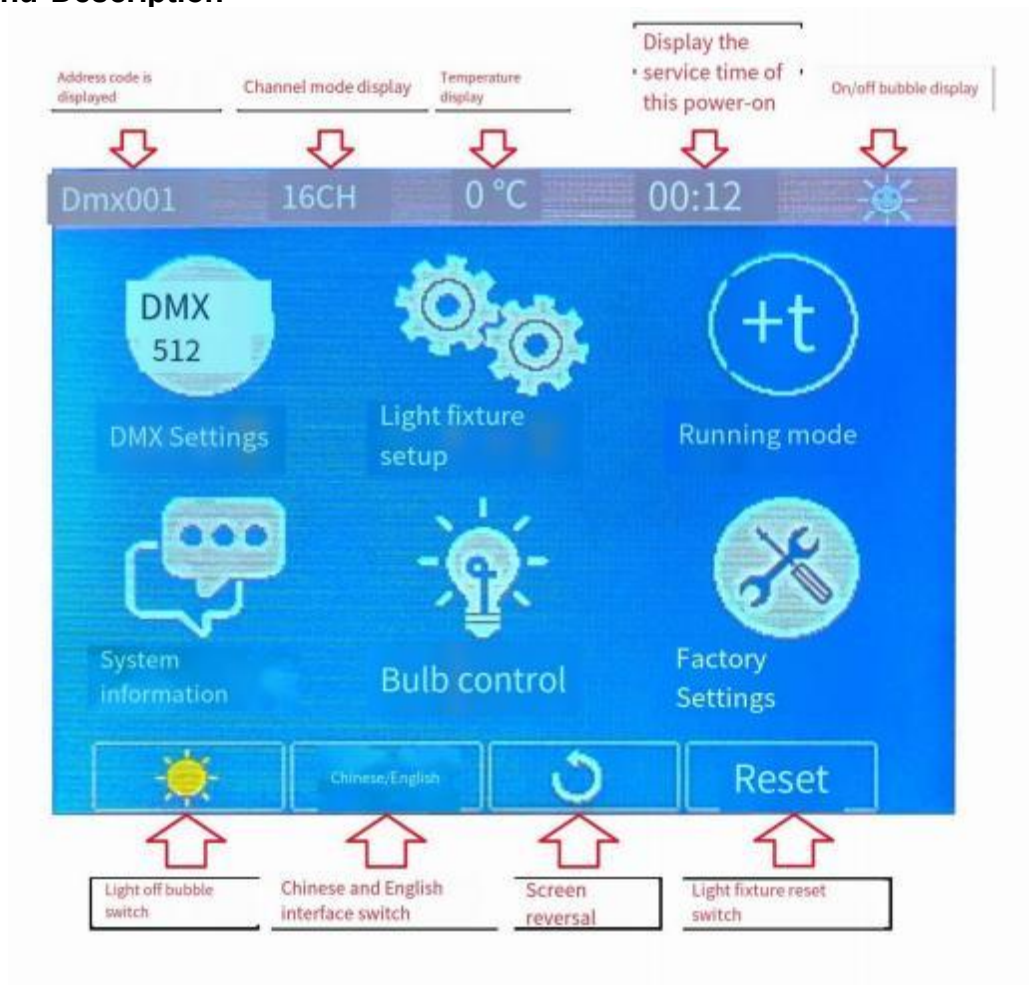 Description
Display the
service time of
this power-on
Address code is
displayed
Channel mode display
Temperature
display
On/off bubble display
Dmx001
16CH
0 °C
00:12
DMX
512
+t
DMX Settings
Light fixture
setup
Running mode
System
information
Bulb control
Factory
Settings
Chinese/English
Reset
Light off bubble
switch
Chinese and English
interface switch
Screen
reversal
Light fixture reset
switch